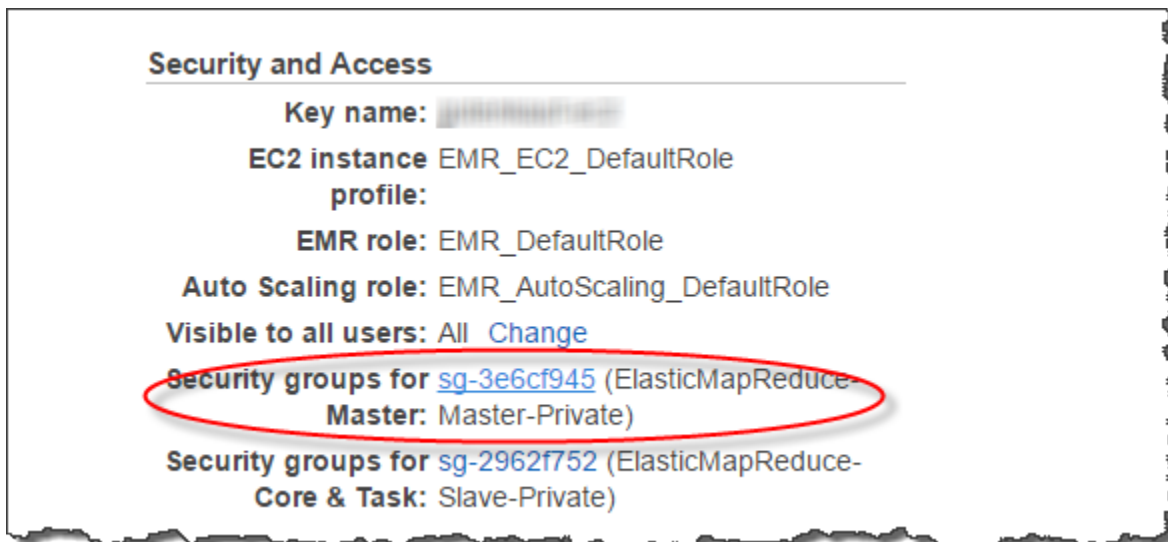 Security and Access
Key name:
EC2 instance EMR_EC2_DefaultRole
profile:
EMR role: EMR_DefaultRole
Auto Scaling role: EMR_AutoScaling_DefaultRole
Visible to all users: All Change
Security groups for sg-3e6cf945 (ElasticMapReduce-
Master: Master-Private)
Security groups for sg-2962f752 (ElasticMapReduce-
Core & Task: Slave-Private)